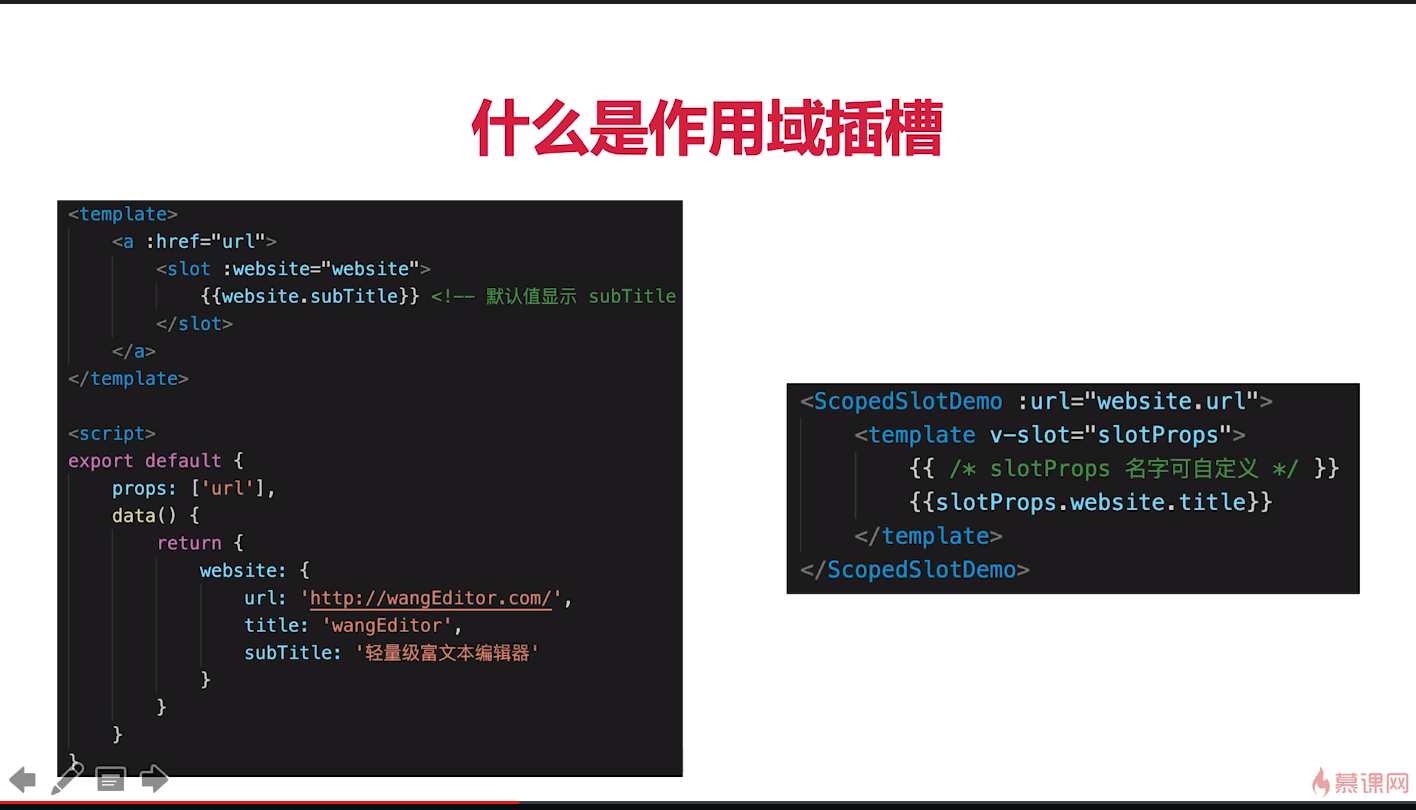 什么是作用域插槽
<template>
<a :href="url">
<slot :website="website">
{{website.subTitle}} <!-- 默认值显示 subTitle
</slot>
</a>
</template>
<script>
export default {
props: ['url'],
data() {
return {
website: {
url: 'http://wangEditor.com/',
title: 'wangEditor',
subTitle: '轻量级富文本编辑器'
}
}
}
}
<ScopedSlotDemo :url="website.url">
<template v-slot="slotProps">
{{ /* slotProps 名字可自定义 */ }}
{{slotProps.website.title}}
</template>
</ScopedSlotDemo>
慕课网